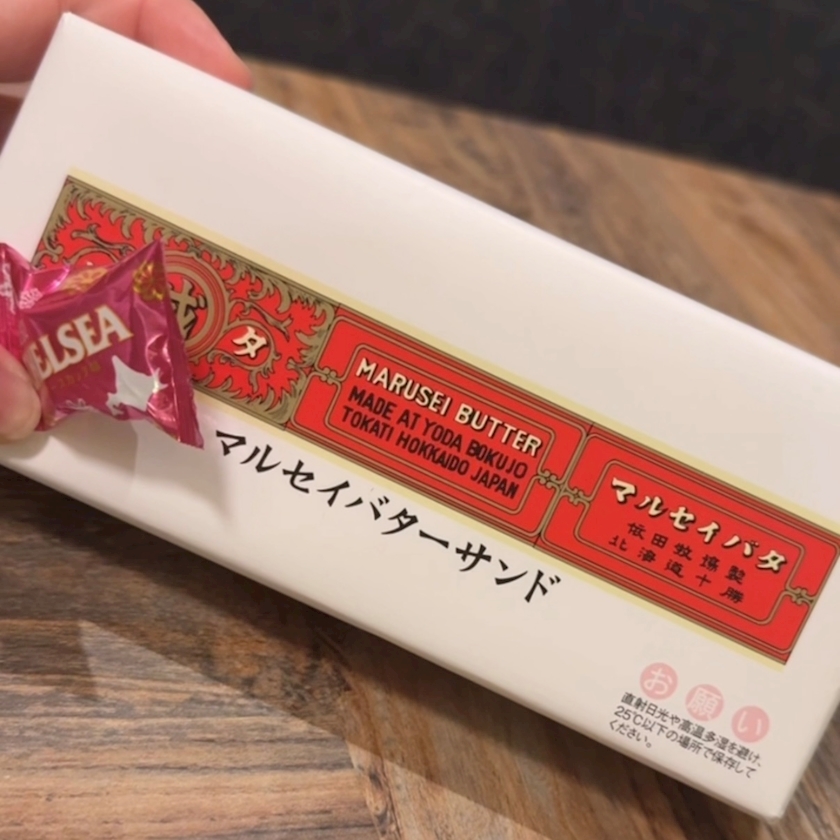 ELSEA
タ
MARUSEI BUTTER
MADE AT YODA BOKUJO
TOKATI HOKKAIDO JAPAN
マルセイバタ
依田牧場製
北海道十勝
マルセイバターサンド
お願い
直射日光や高温多湿を避け、
25℃以下の場所で保存して
ください。